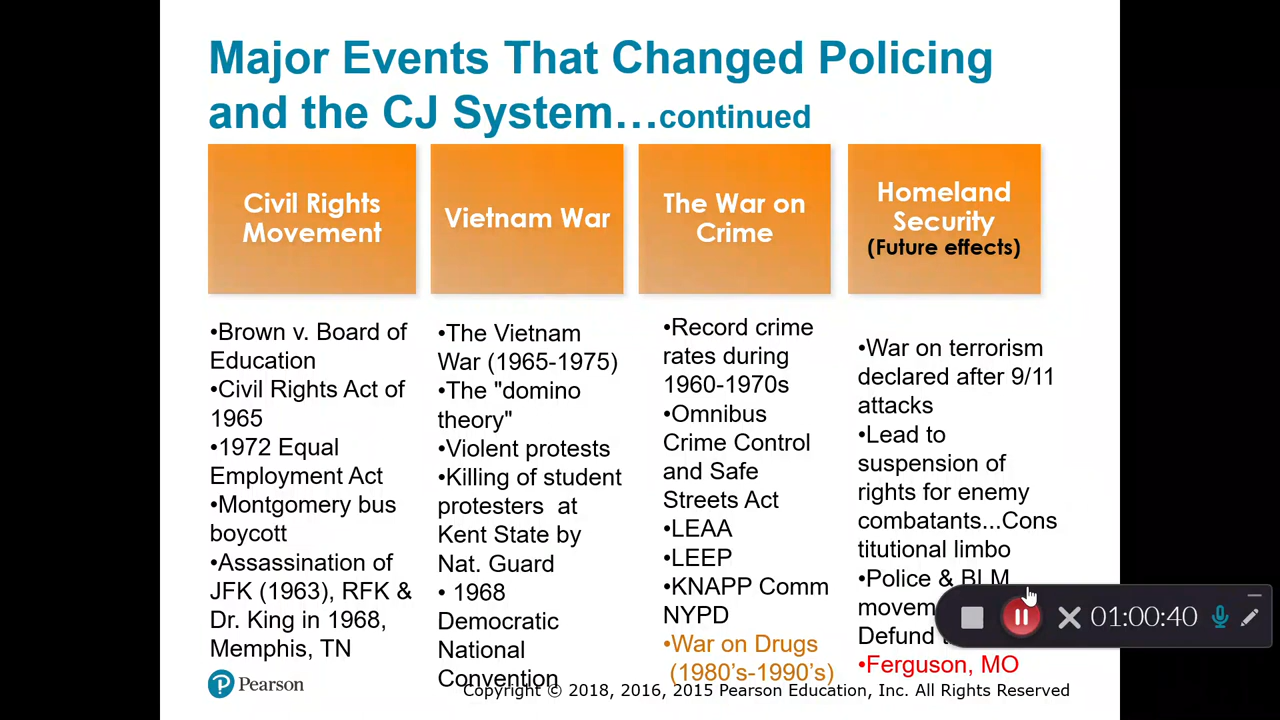 Major Events That Changed Policing
and the CJ System…continued
Civil Rights
Movement
Vietnam War
The War on
Crime
Homeland
Security
(Future effects)
•Brown v. Board of
Education
•Civil Rights Act of
1965
•1972 Equal
Employment Act
•Montgomery bus
boycott
•Assassination of
JFK (1963), RFK &
Dr. King in 1968,
Memphis, TN
•The Vietnam
War (1965-1975)
•The "domino
theory"
•Violent protests
•Killing of student
protesters at
Kent State by
Nat. Guard
• 1968
Democratic
National
Convention
•Record crime
rates during
1960-1970s
•Omnibus
Crime Control
and Safe
Streets Act
•LEAA
•LEEP
•KNAPP Comm
NYPD
•War on Drugs
(1980’s-1990’s)
•War on terrorism
declared after 9/11
attacks
•Lead to
suspension of
rights for enemy
combatants...Cons
titutional limbo
•Police & BLM
movem
Defund
•Ferguson, MO
01:00:40
Pearson
Copyright © 2018, 2016, 2015 Pearson Education, Inc. All Rights Reserved